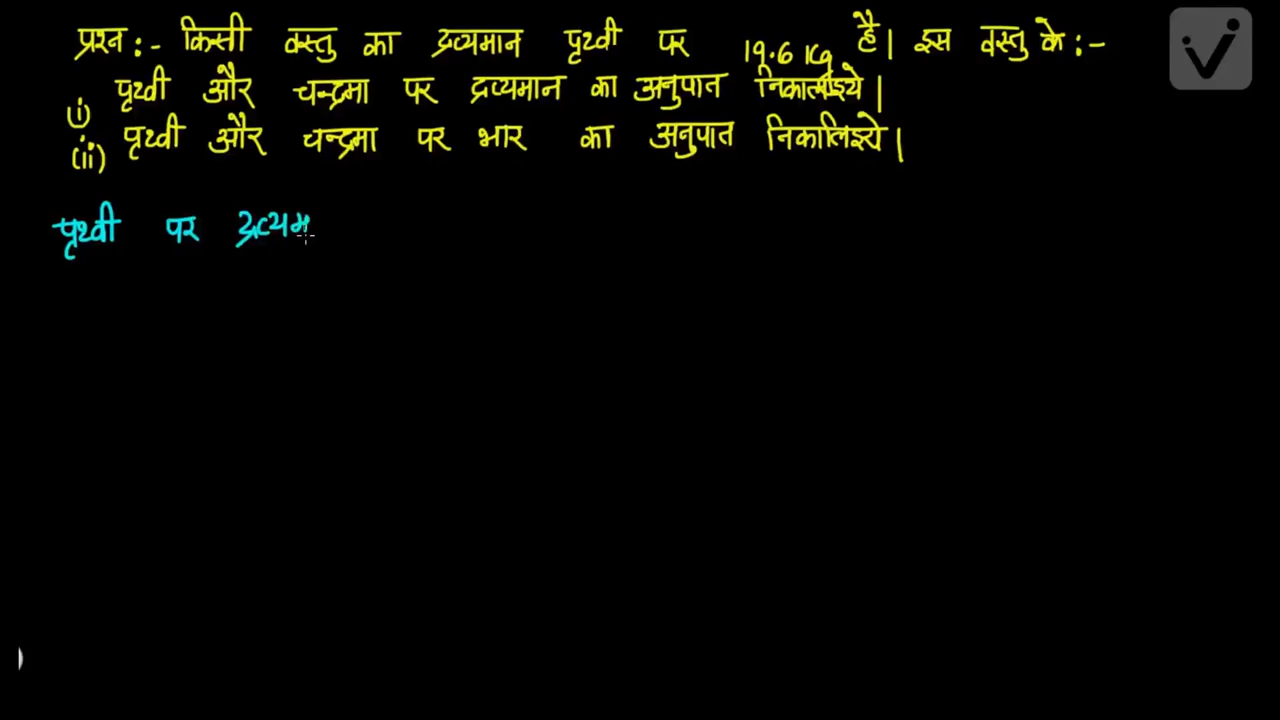 प्रश्न :- किसी वस्तु का द्रव्यमान पृथ्वी पर 19.6 Kg है। इस वस्तु के :-
(i) पृथ्वी और चन्द्रमा पर द्रव्यमान का अनुपात निकालिये।
(ii) पृथ्वी और चन्द्रमा पर भार का अनुपात निकालिये।
पृथ्वी पर द्रव्यम